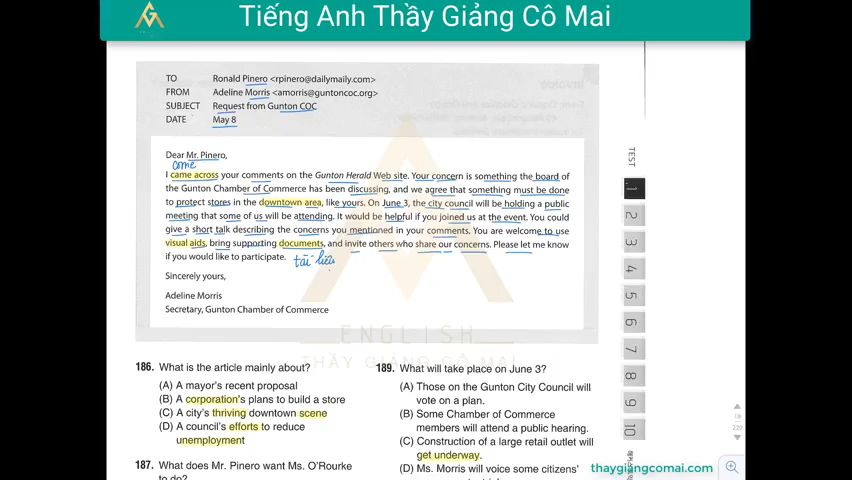 Tiếng Anh Thầy Giảng Cô Mai
TO Ronald Pinero <rpinero@dailymaily.com>
FROM Adeline Morris <amorris@guntoncoc.org>
SUBJECT Request from Gunton COC
DATE May 8
Dear Mr. Pinero,
come
I came across your comments on the Gunton Herald Web site. Your concern is something the board of
the Gunton Chamber of Commerce has been discussing, and we agree that something must be done
to protect stores in the downtown area, like yours. On June 3, the city council will be holding a public
meeting that some of us will be attending. It would be helpful if you joined us at the event. You could
give a short talk describing the concerns you mentioned in your comments. You are welcome to use
visual aids, bring supporting documents, and invite others who share our concerns. Please let me know
if you would like to participate. tài liệu
Sincerely yours,
Adeline Morris
Secretary, Gunton Chamber of Commerce
ENGLISH
THẦY GIẢNG CÔ MAI
186. What is the article mainly about?
(A) A mayor's recent proposal
(B) A corporation's plans to build a store
(C) A city's thriving downtown scene
(D) A council's efforts to reduce
unemployment
187. What does Mr. Pinero want Ms. O'Rourke
to do?
189. What will take place on June 3?
(A) Those on the Gunton City Council will
vote on a plan.
(B) Some Chamber of Commerce
members will attend a public hearing.
(C) Construction of a large retail outlet will
get underway.
(D) Ms. Morris will voice some citizens'
TEST
1
2
3
4
5
6
7
8
9
10
thaygiangcomai.com